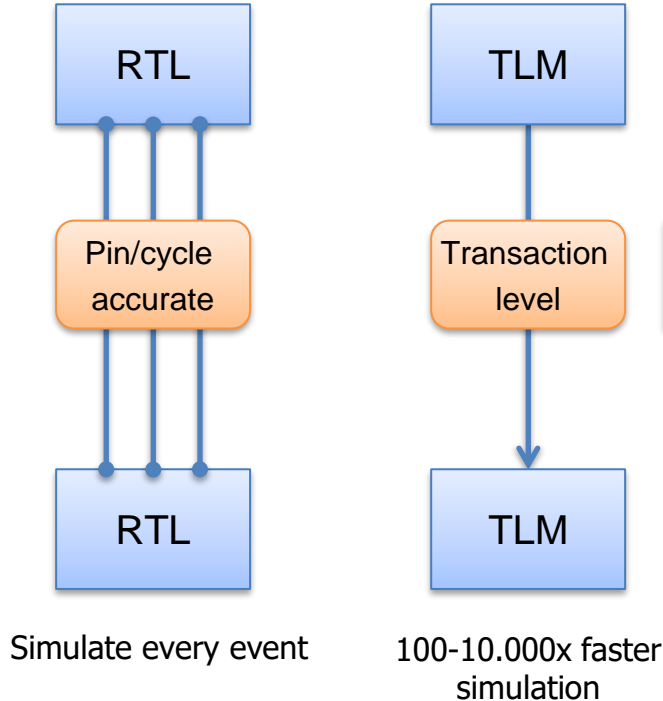 RTL
Pin/cycle
accurate
RTL
Simulate every event
TLM
Transaction
level
TLM
100-10.000x faster
simulation